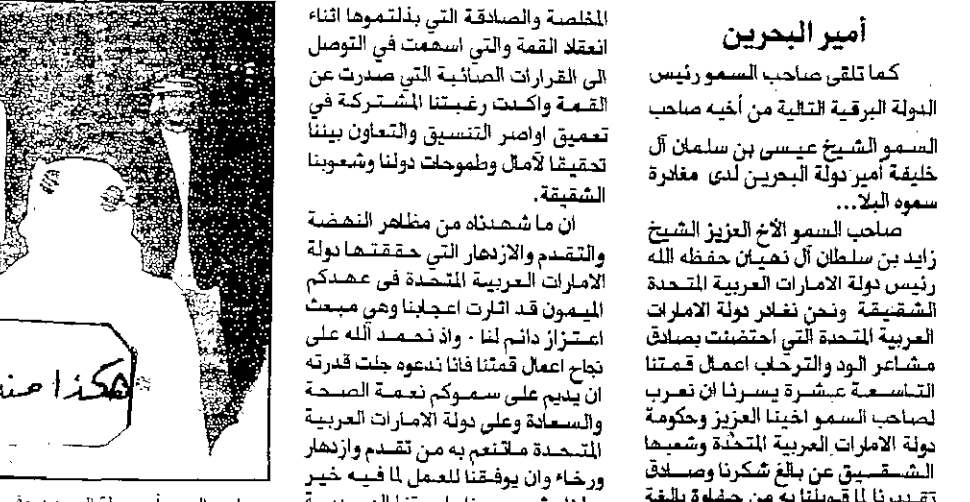 أمير البحرين
كما تلقى صاحب السمو رئيس
الدولة البرقية التالية من أخيه صاحب
السمو الشيخ عيسى بن سلمان آل
خليفة أمير دولة البحرين لدى مغادرة
سموه البلا...
صاحب السمو الأخ العزيز الشيخ
زايد بن سلطان آل نهيان حفظه الله
رئيس دولة الامارات العربية المتحدة
الشقيقة ونحن نغادر دولة الامارات
العربية المتحدة التي احتضنت بصادق
مشاعر الود والترحاب اعمال قمتنا
التاسعة عشرة يسرنا ان نعرب
لصاحب السمو اخينا العزيز وحكومة
دولة الامارات العربية المتحدة وشعبها
الشقيق عن بالغ شكرنا وصادق
تقديرنا لما قوبلنا به من حفاوة بالغة
المخلصة والصادقة التي بذلتموها اثناء
انعقاد القمة والتي اسهمت في التوصل
الى القرارات الصائبة التي صدرت عن
القمة واكدت رغبتنا المشتركة في
تعميق اواصر التنسيق والتعاون بيننا
تحقيقا لآمال وطموحات دولنا وشعوبنا
الشقيقة.
ان ما شهدناه من مظاهر النهضة
والتقدم والازدهار التي حققتها دولة
الامارات العربية المتحدة في عهدكم
الميمون قد اثارت اعجابنا وهي مبعث
اعتزاز دائم لنا . واذ نحمد الله على
نجاح اعمال قمتنا فانا ندعوه جلت قدرته
ان يديم على سموكم نعمة الصحة
والسعادة وعلى دولة الامارات العربية
المتحدة ماتنعم به من تقدم وازدهار
ورخاء وان يوفقنا للعمل لما فيه خير
هكذا